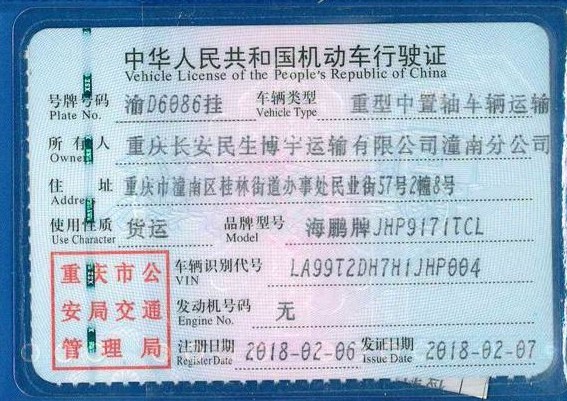 中华人民共和国机动车行驶证
Vehicle License of the People's Republic of China
号牌号码 渝D6086挂 车辆类型 重型中置轴车辆运输
Plate No. Vehicle Type
所有人 重庆长安民生博宇运输有限公司潼南分公司
Owner
住址 重庆市潼南区桂林街道办事处民业街57号2幢8号
Address
使用性质 货运 品牌型号 海鹏牌JHP9171TCL
Use Character Model
重庆市公
安局交通
管理局
车辆识别代号 LA99T2DH7H1JHP004
VIN
发动机号码 无
Engine No.
注册日期 2018-02-06 发证日期 2018-02-07
Register Date Issue Date